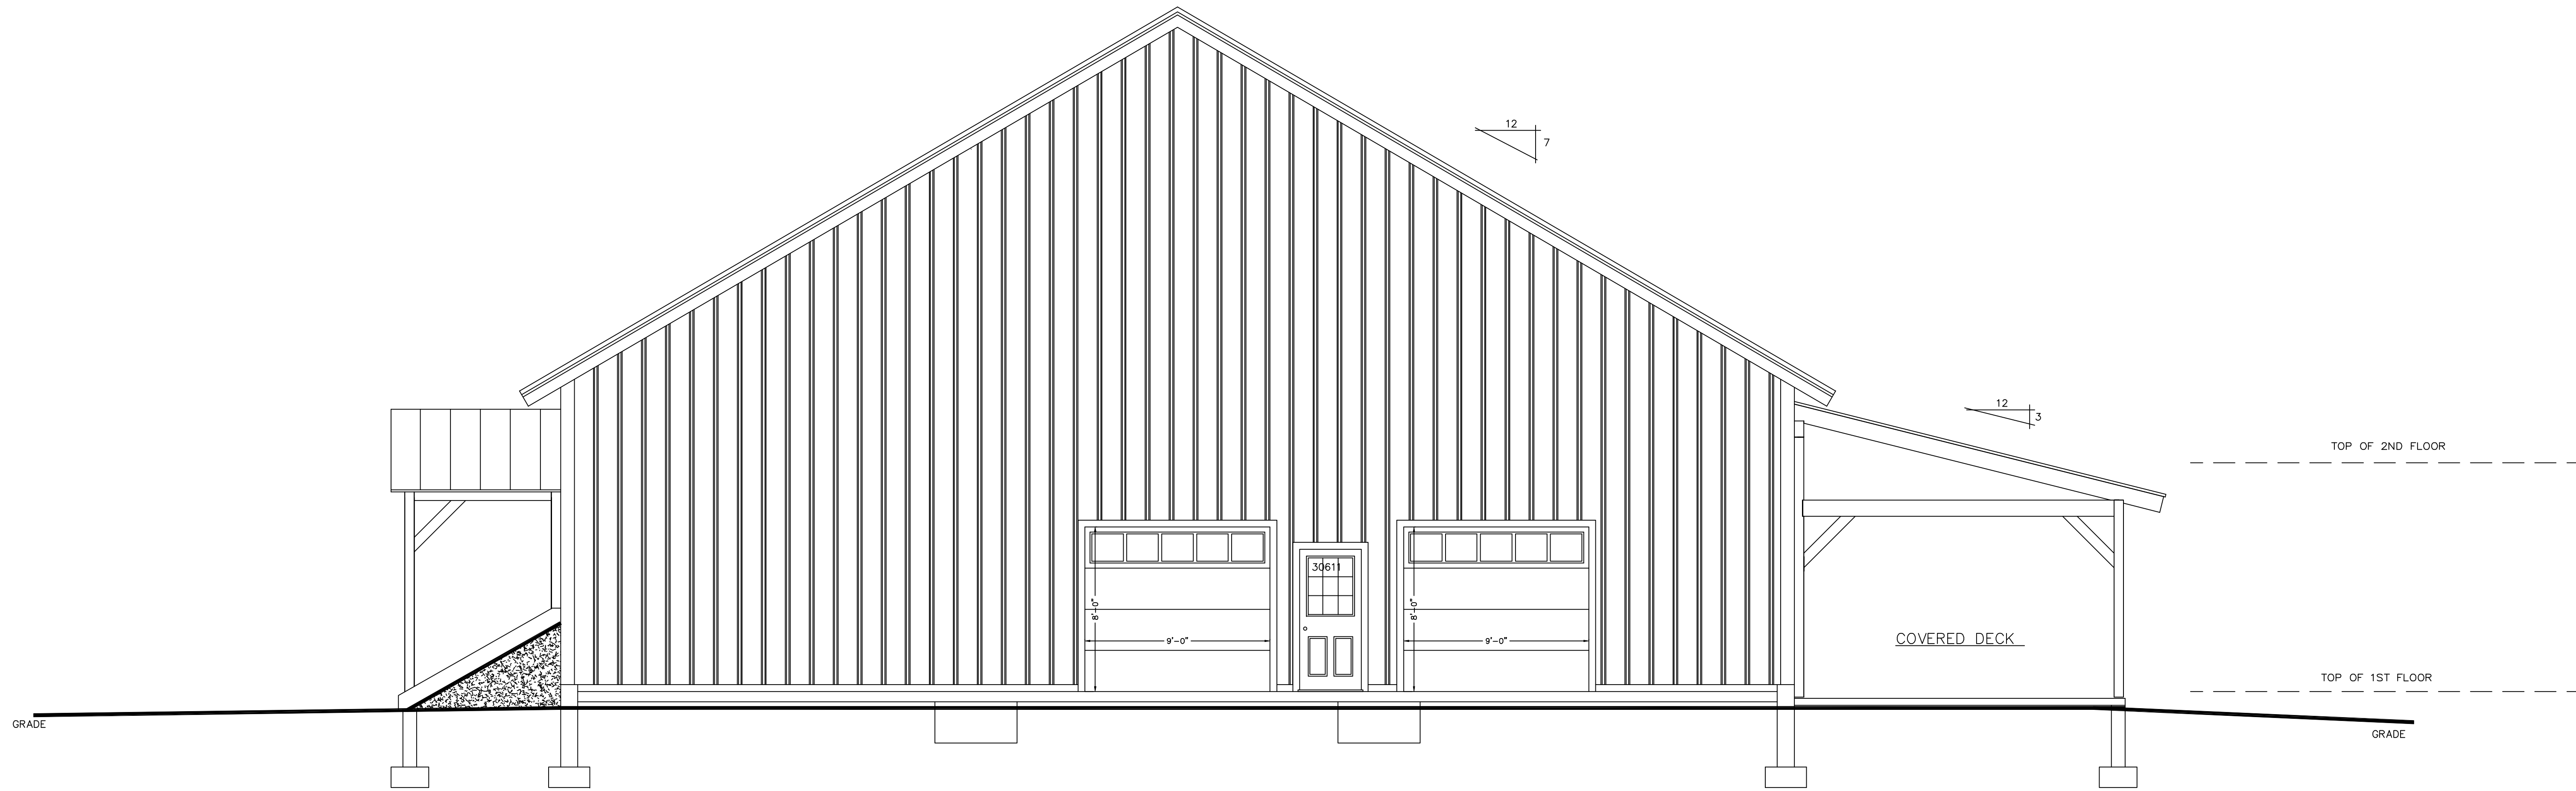 12
7
12
3
TOP OF 2ND FLOOR
30611
8'-0"
8'-0"
9'-0"
9'-0"
COVERED DECK
TOP OF 1ST FLOOR
GRADE
GRADE